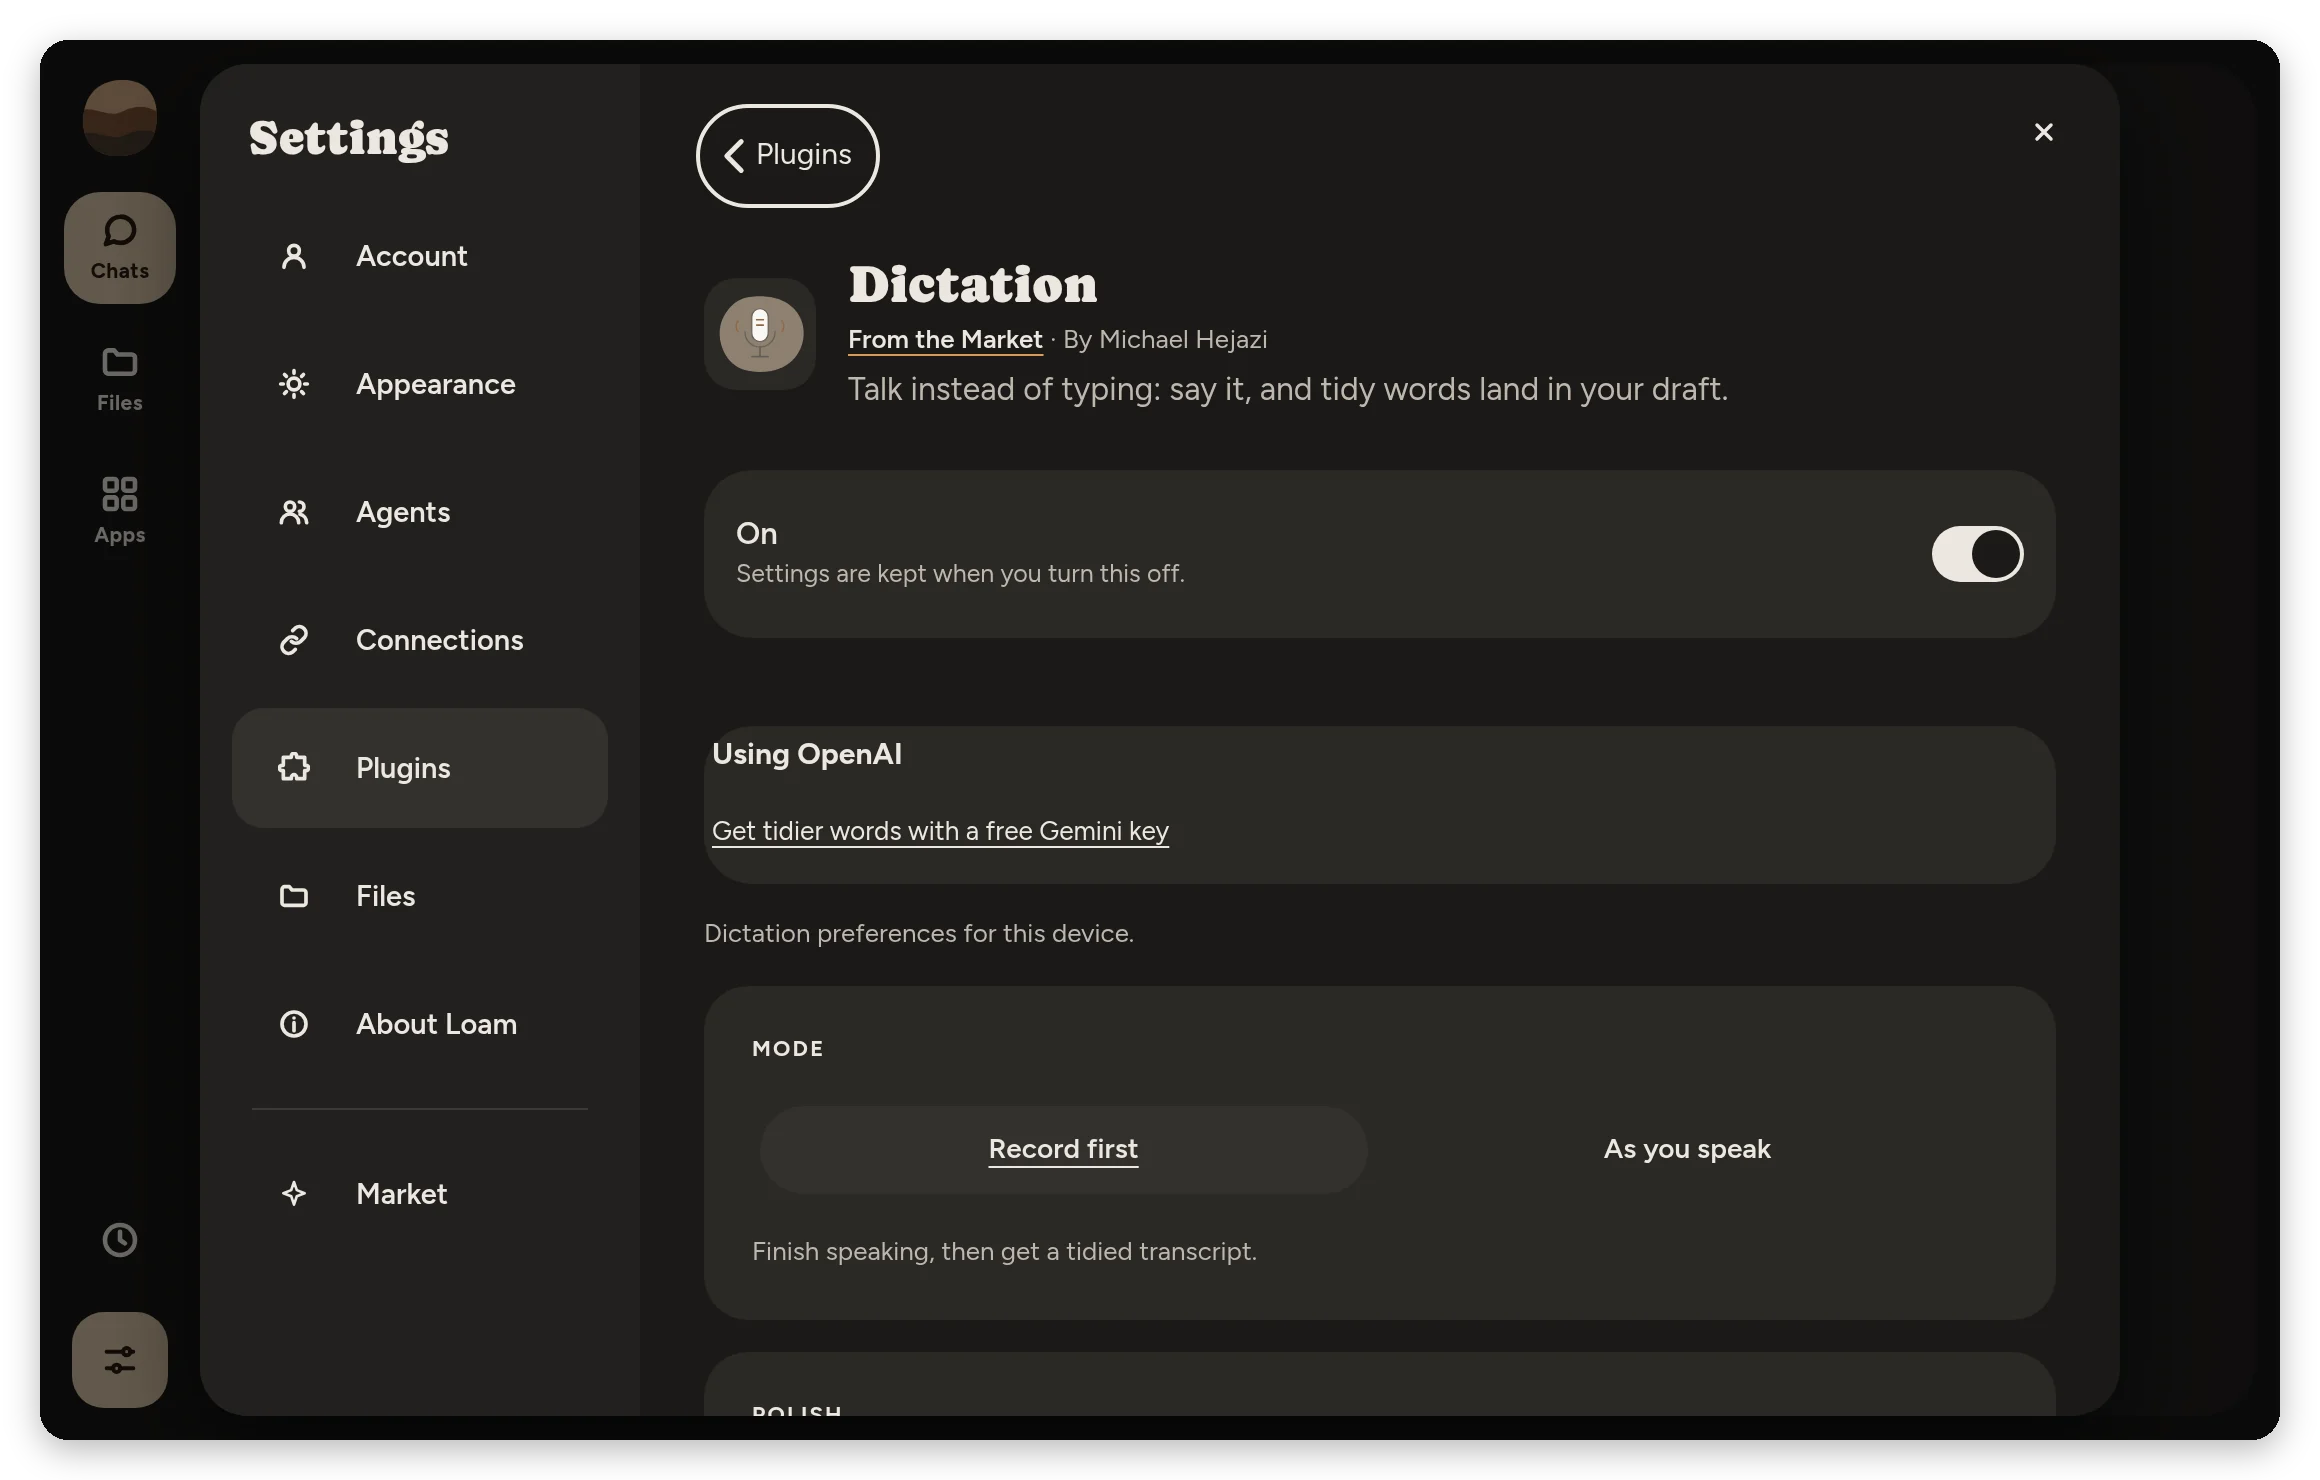 Settings
Chats
Files
Apps
Account
Appearance
Agents
Connections
Plugins
Files
About Loam
Market
Plugins
Dictation
From the Market · By Michael Hejazi
Talk instead of typing: say it, and tidy words land in your draft.
On
Settings are kept when you turn this off.
Using OpenAI
Get tidier words with a free Gemini key
Dictation preferences for this device.
MODE
Record first
As you speak
Finish speaking, then get a tidied transcript.
POLISH